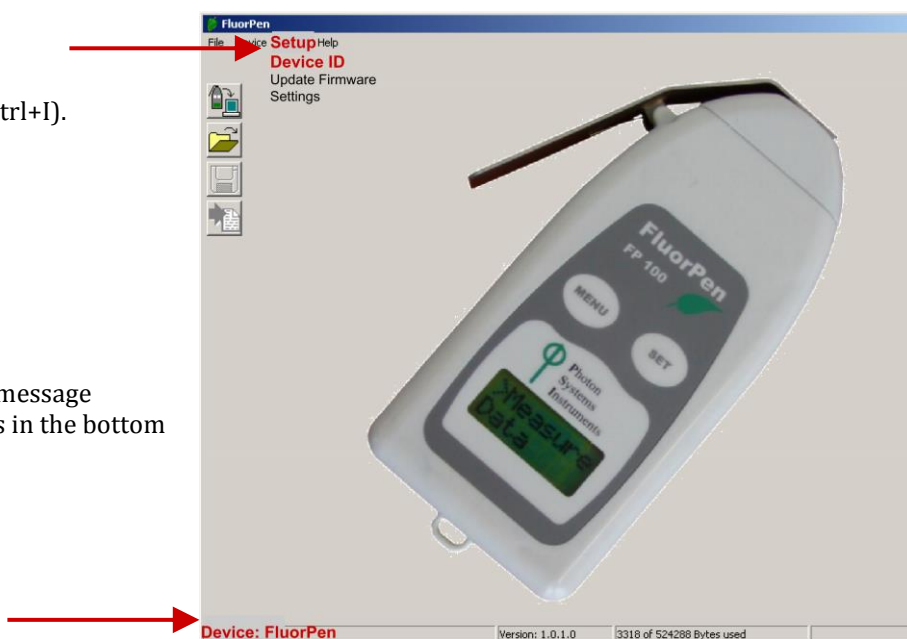 FluorPen
File vice Setup Help
Device ID
Update Firmware
Settings
trl+I).
FluorPen
FP 100
MENU
SET
Photon
Systems
Instruments
>Measure
Data
message
s in the bottom
Device: FluorPen
Version: 1.0.1.0
3318 of 524288 Bytes used